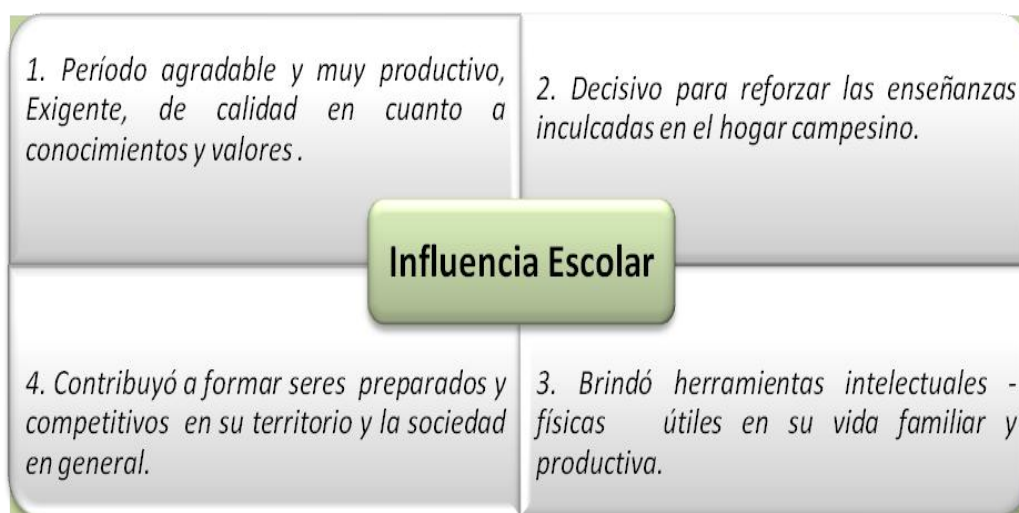 1. Período agradable y muy productivo,
Exigente, de calidad en cuanto a
conocimientos y valores .
2. Decisivo para reforzar las enseñanzas
inculcadas en el hogar campesino.
Influencia Escolar
4. Contribuyó a formar seres preparados y
competitivos en su territorio y la sociedad
en general.
3. Brindó herramientas intelectuales -
físicas útiles en su vida familiar y
productiva.